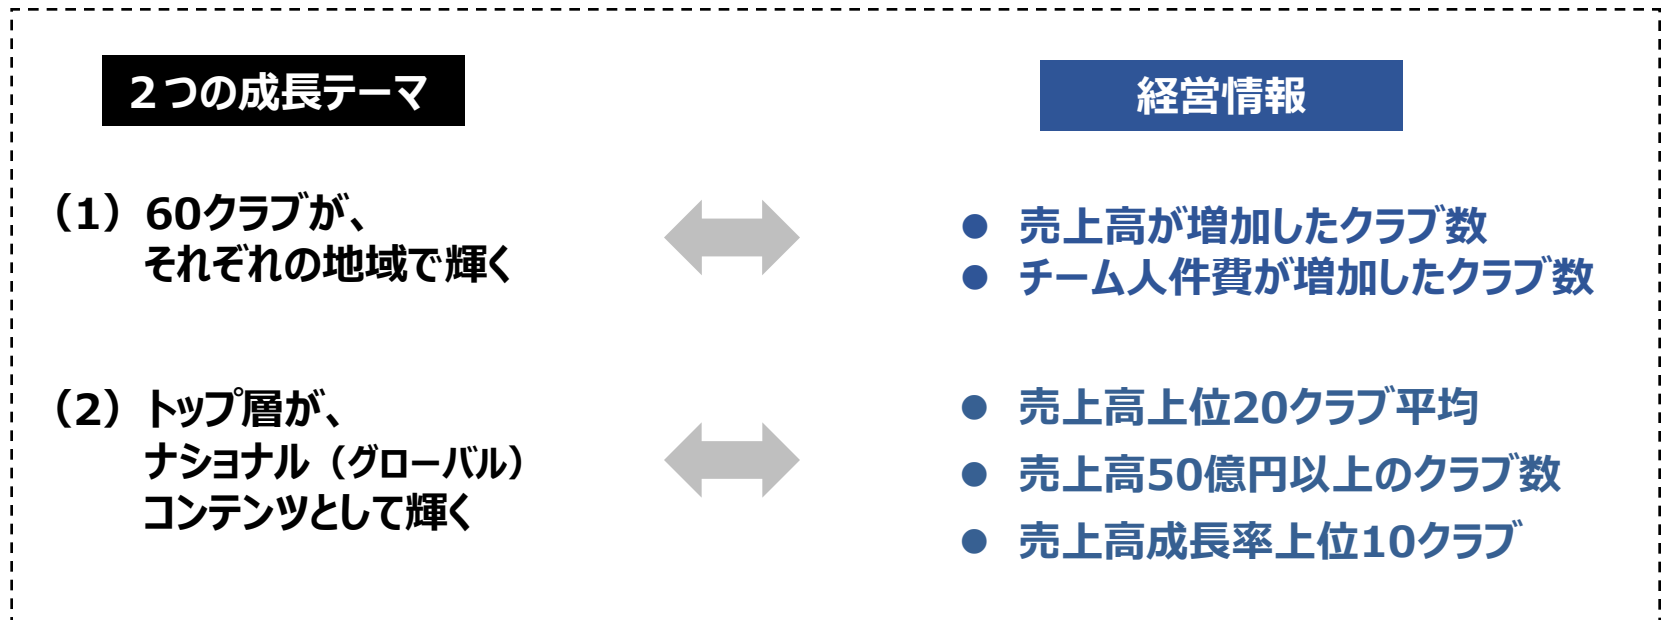 ２つの成長テーマ
経営情報
（1）60クラブが、
それぞれの地域で輝く
● 売上高が増加したクラブ数
● チーム人件費が増加したクラブ数
（2）トップ層が、
ナショナル（グローバル）
コンテンツとして輝く
● 売上高上位20クラブ平均
● 売上高50億円以上のクラブ数
● 売上高成長率上位10クラブ